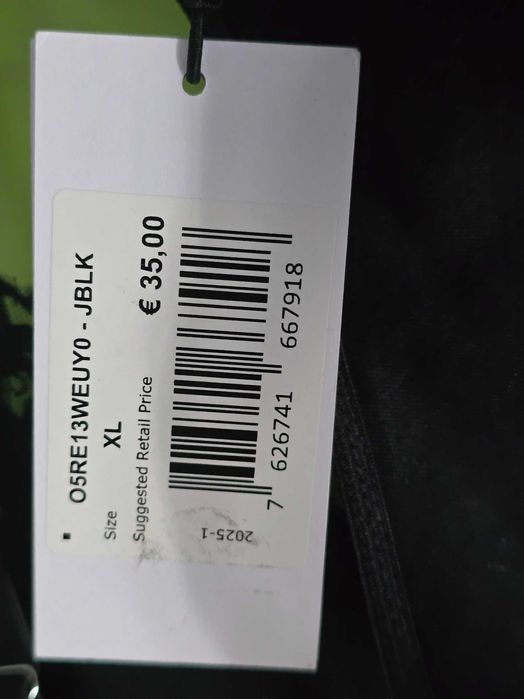 O5RE13WEUY0 - JBLK
Size XL
Suggested Retail Price € 35,00
7 626741 667918
2025-1